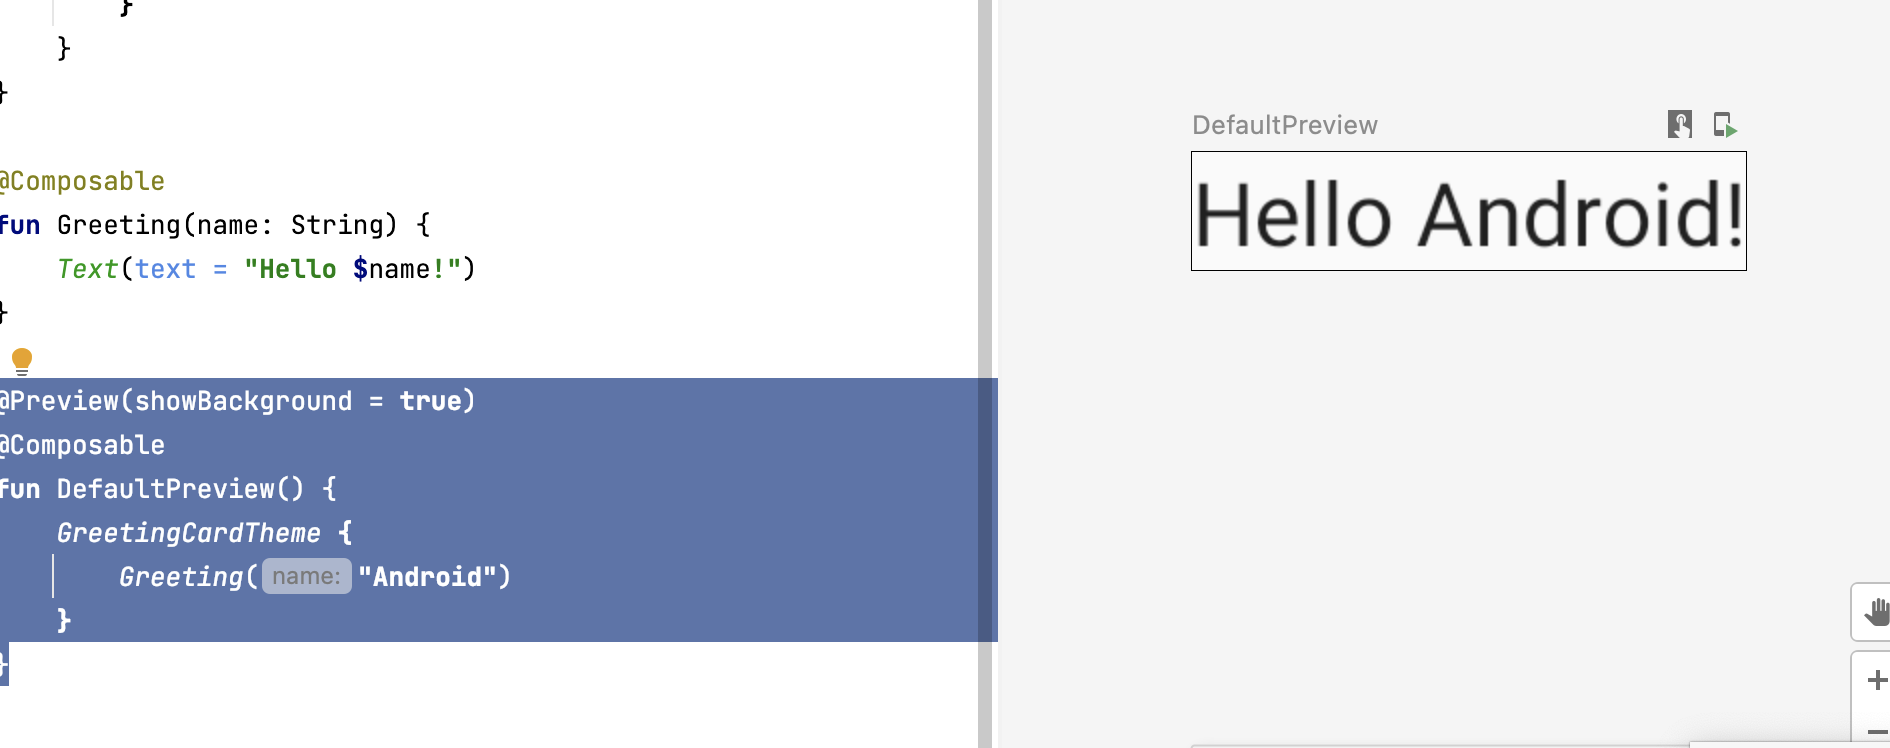 }
}
}
@Composable
fun Greeting(name: String) {
Text(text = "Hello $name!")
}
@Preview(showBackground = true)
@Composable
fun DefaultPreview() {
GreetingCardTheme {
Greeting( name: "Android")
}
}
DefaultPreview
Hello Android!